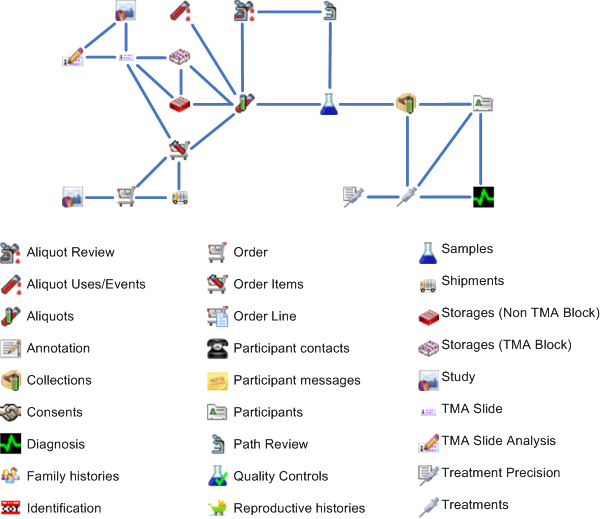 Aliquot Review
Order
Samples
Aliquot Uses/Events
Order Items
Shipments
Aliquots
Order Line
Storages (Non TMA Block)
Annotation
Participant contacts
Storages (TMA Block)
Collections
Participant messages
Study
Consents
Participants
TMA Slide
Diagnosis
Path Review
TMA Slide Analysis
Family histories
Quality Controls
Treatment Precision
Identification
Reproductive histories
Treatments